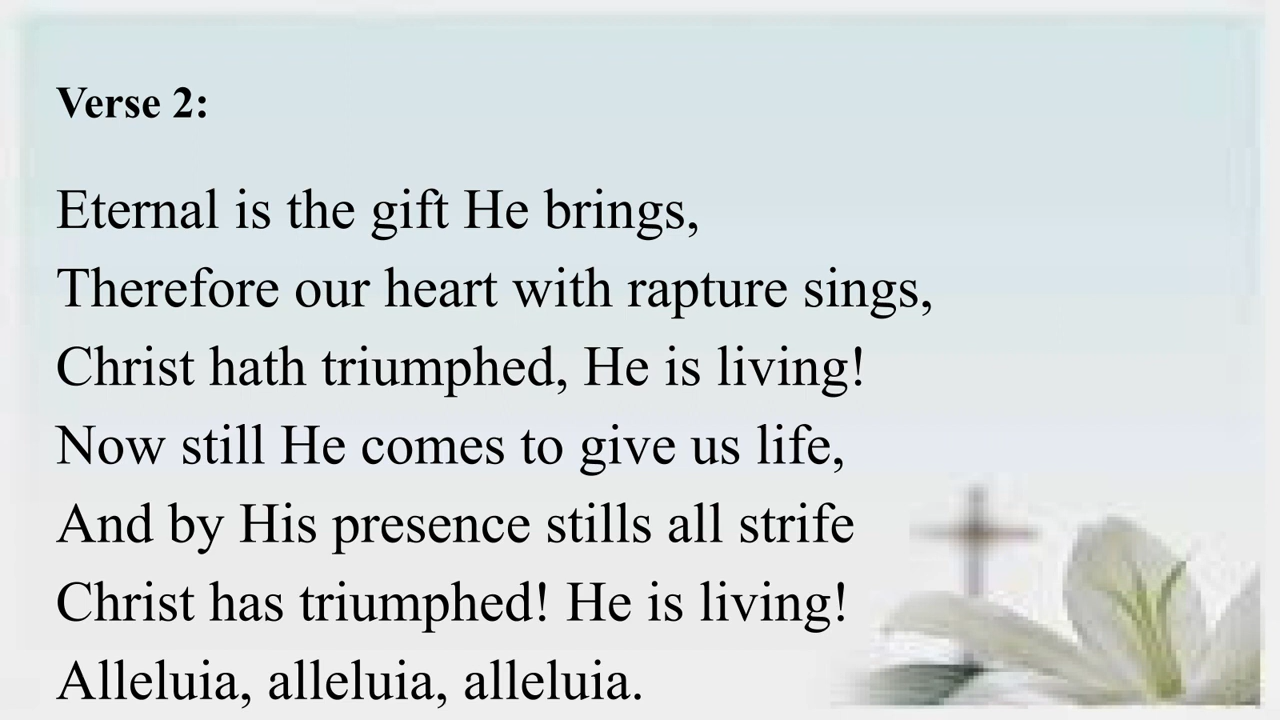 Verse 2:
Eternal is the gift He brings,
Therefore our heart with rapture sings,
Christ hath triumphed, He is living!
Now still He comes to give us life,
And by His presence stills all strife
Christ has triumphed! He is living!
Alleluia, alleluia, alleluia.